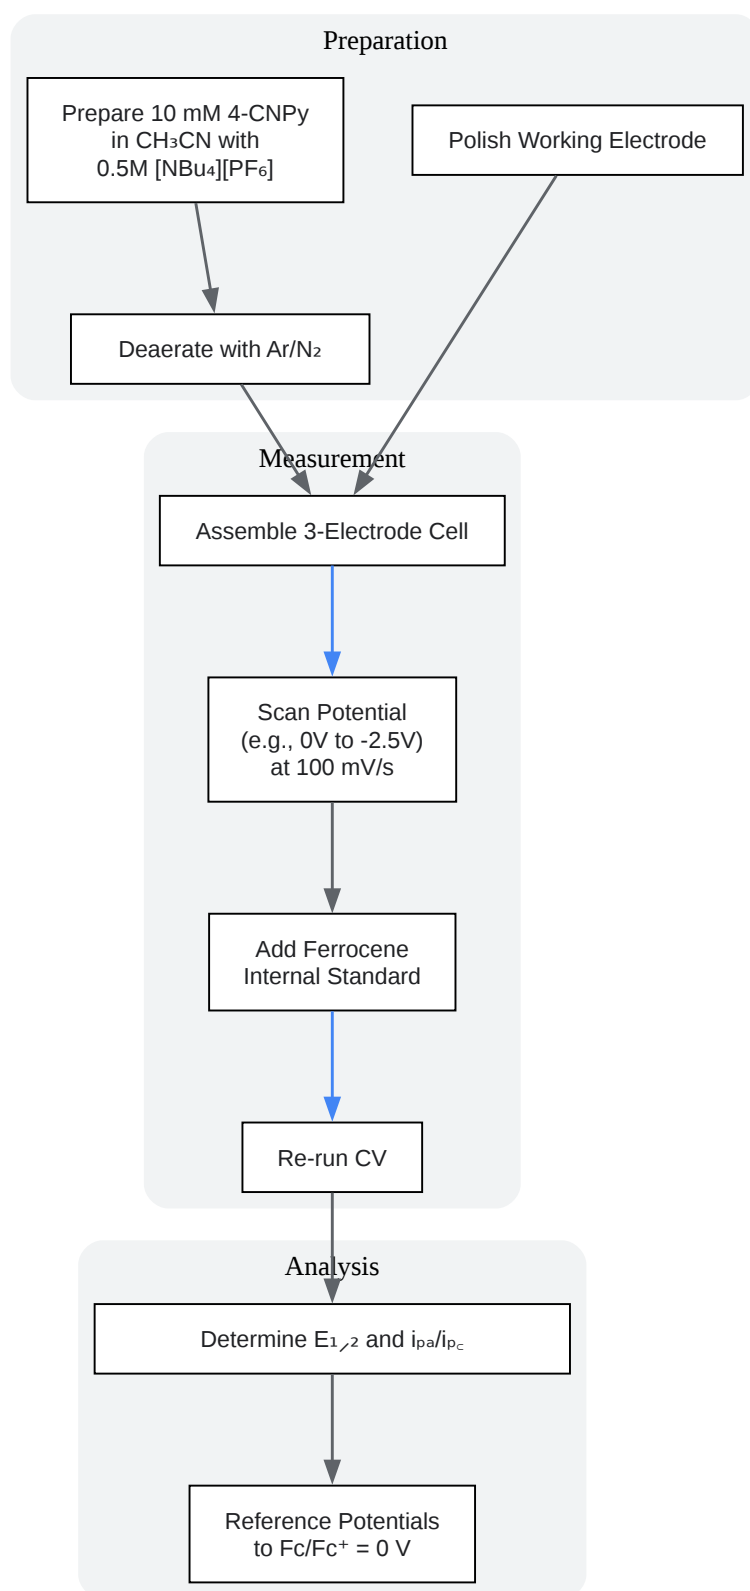 Preparation
Prepare 10 mM 4-CNPy
in CH₃CN with
0.5M [NBu₄][PF₆]
Polish Working Electrode
Deaerate with Ar/N₂
Measurement
Assemble 3-Electrode Cell
Scan Potential
(e.g., 0V to -2.5V)
at 100 mV/s
Add Ferrocene
Internal Standard
Re-run CV
Analysis
Determine E₁⸝₂ and iₚₐ/iₚ꜀
Reference Potentials
to Fc/Fc⁺ = 0 V